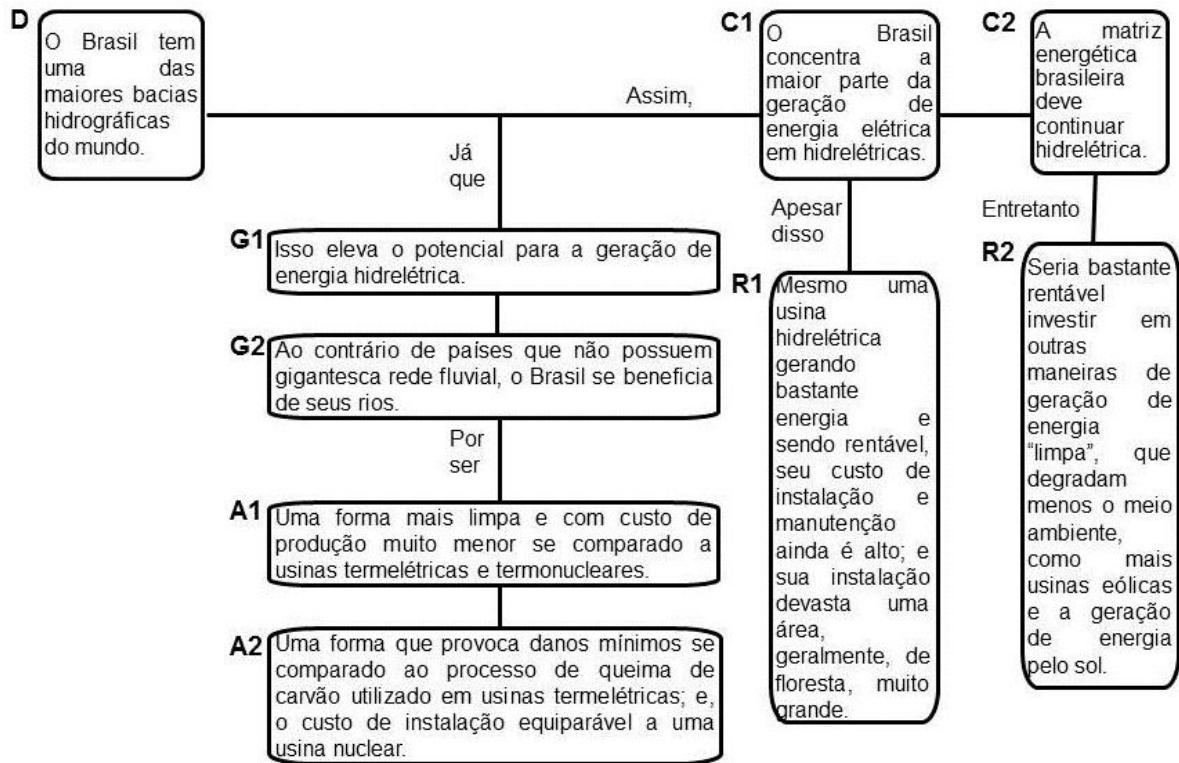 D
O Brasil tem
uma das
maiores bacias
hidrográficas
do mundo.
Assim,
C1
O Brasil
concentra a
maior parte da
geração de
energia elétrica
em hidrelétricas.
C2
A matriz
energética
brasileira
deve
continuar
hidrelétrica.
Já
que
G1
Isso eleva o potencial para a geração de
energia hidrelétrica.
G2
Ao contrário de países que não possuem
gigantesca rede fluvial, o Brasil se beneficia
de seus rios.
Por
ser
A1
Uma forma mais limpa e com custo de
produção muito menor se comparado a
usinas termelétricas e termonucleares.
A2
Uma forma que provoca danos mínimos se
comparado ao processo de queima de
carvão utilizado em usinas termelétricas; e,
o custo de instalação equiparável a uma
usina nuclear.
Apesar
disso
R1
Mesmo uma
usina
hidrelétrica
gerando
bastante
energia e
sendo rentável,
seu custo de
instalação e
manutenção
ainda é alto; e
sua instalação
devasta uma
área,
geralmente, de
floresta, muito
grande.
Entretanto
R2
Seria bastante
rentável
investir em
outras
maneiras de
geração de
energia
“limpa”, que
degradam
menos o meio
ambiente,
como mais
usinas eólicas
e a geração
de energia
pelo sol.